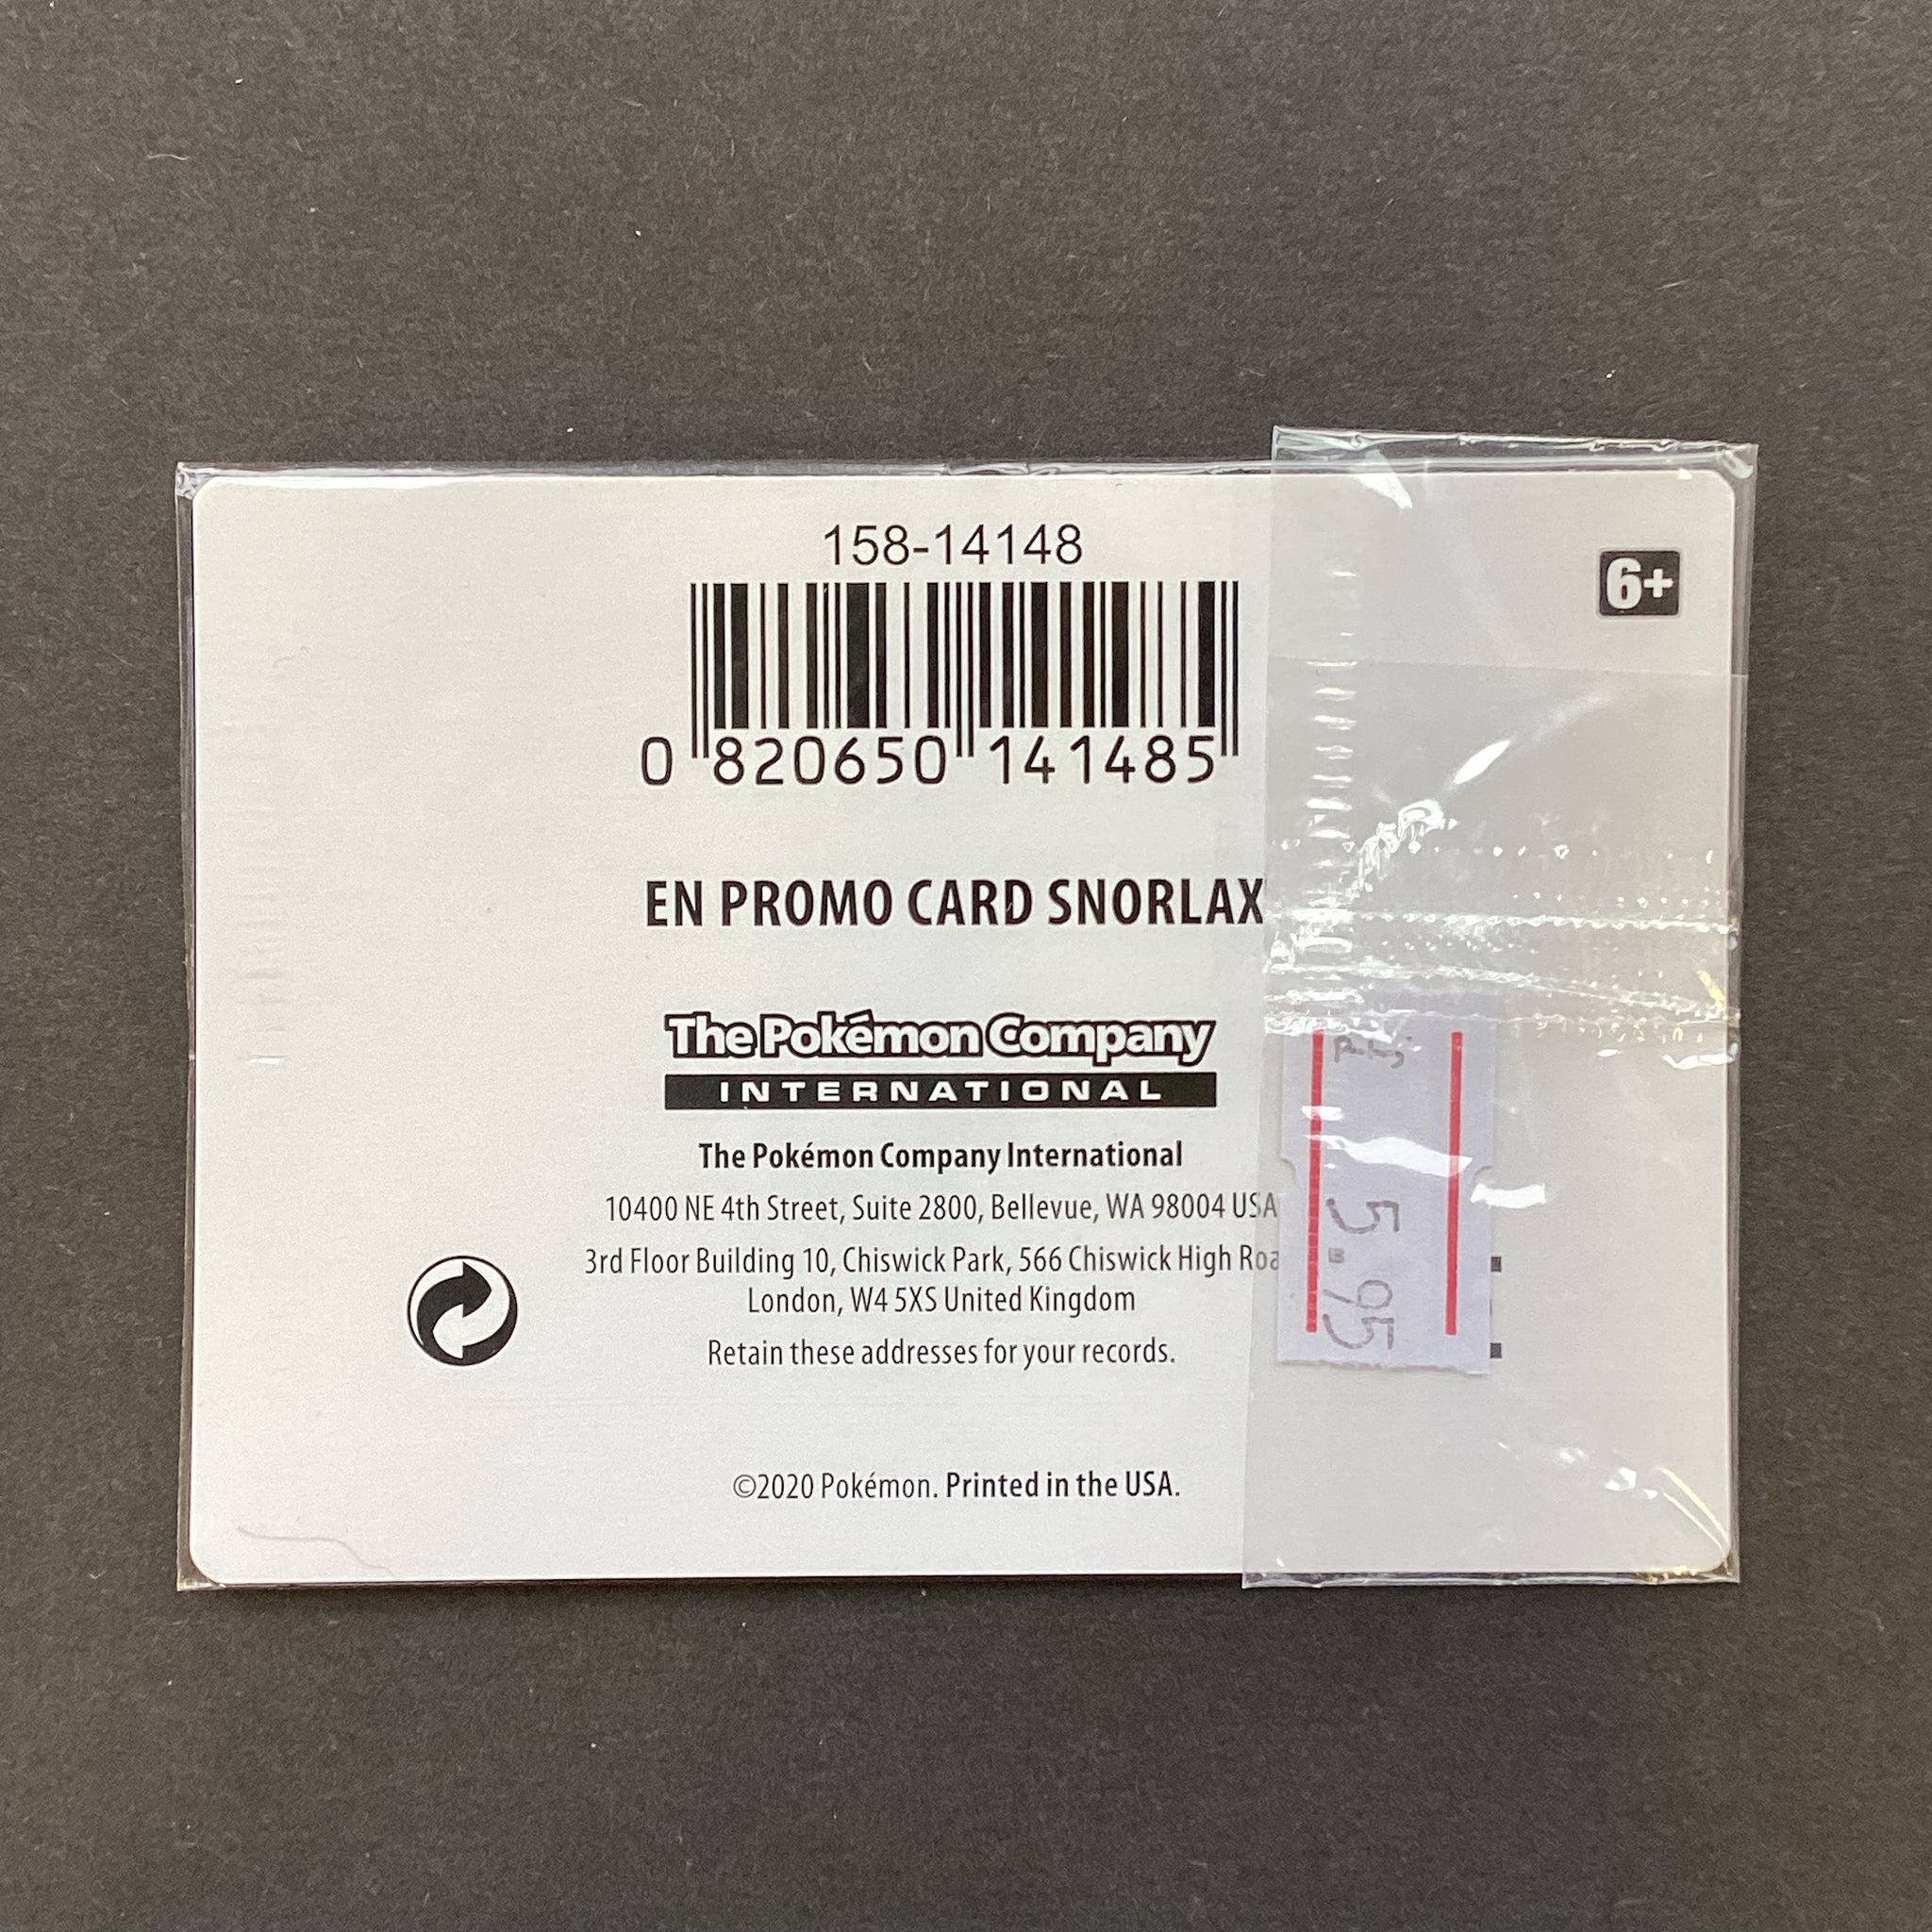 158-14148
6+
0 820650 141485
EN PROMO CARD SNORLAX
The Pokémon Company
INTERNATIONAL
The Pokémon Company International
10400 NE 4th Street, Suite 2800, Bellevue, WA 98004 USA
3rd Floor Building 10, Chiswick Park, 566 Chiswick High Roa
London, W4 5XS United Kingdom
Retain these addresses for your records.
5.95
©2020 Pokémon. Printed in the USA.